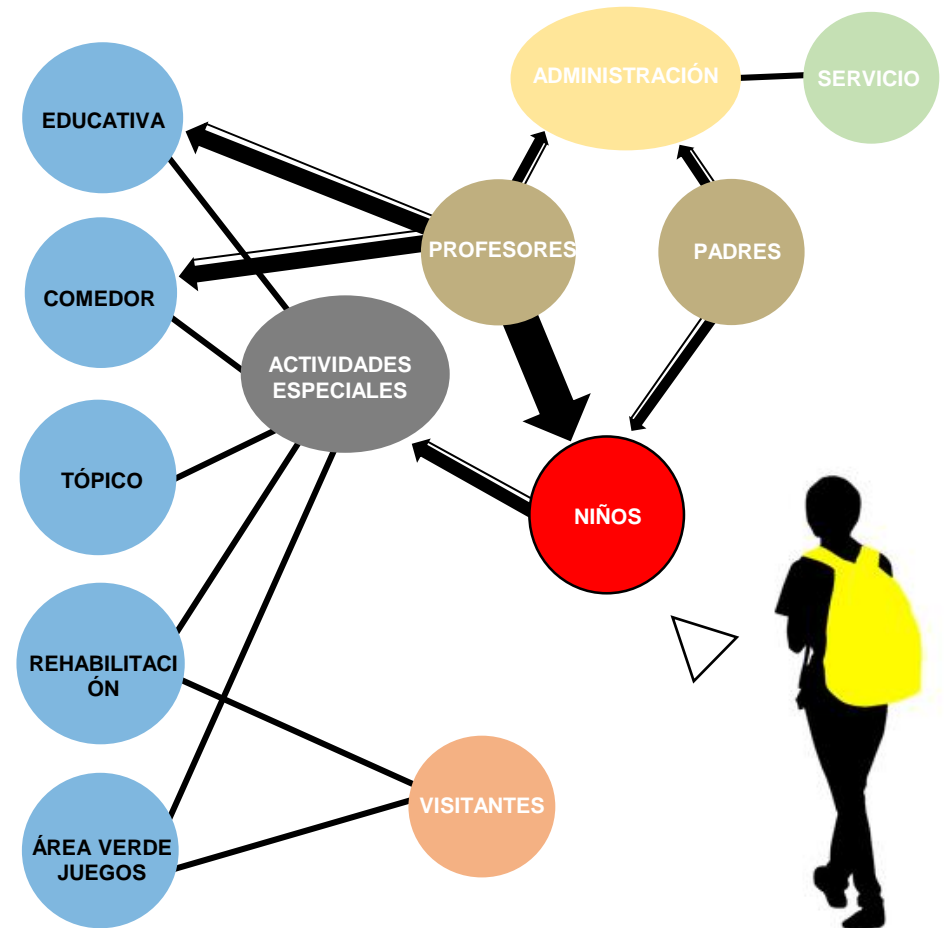 ADMINISTRACIÓN
SERVICIO
EDUCATIVA
PROFESORES
PADRES
COMEDOR
ACTIVIDADES
ESPECIALES
TÓPICO
NIÑOS
REHABILITACI
ÓN
VISITANTES
ÁREA VERDE
JUEGOS